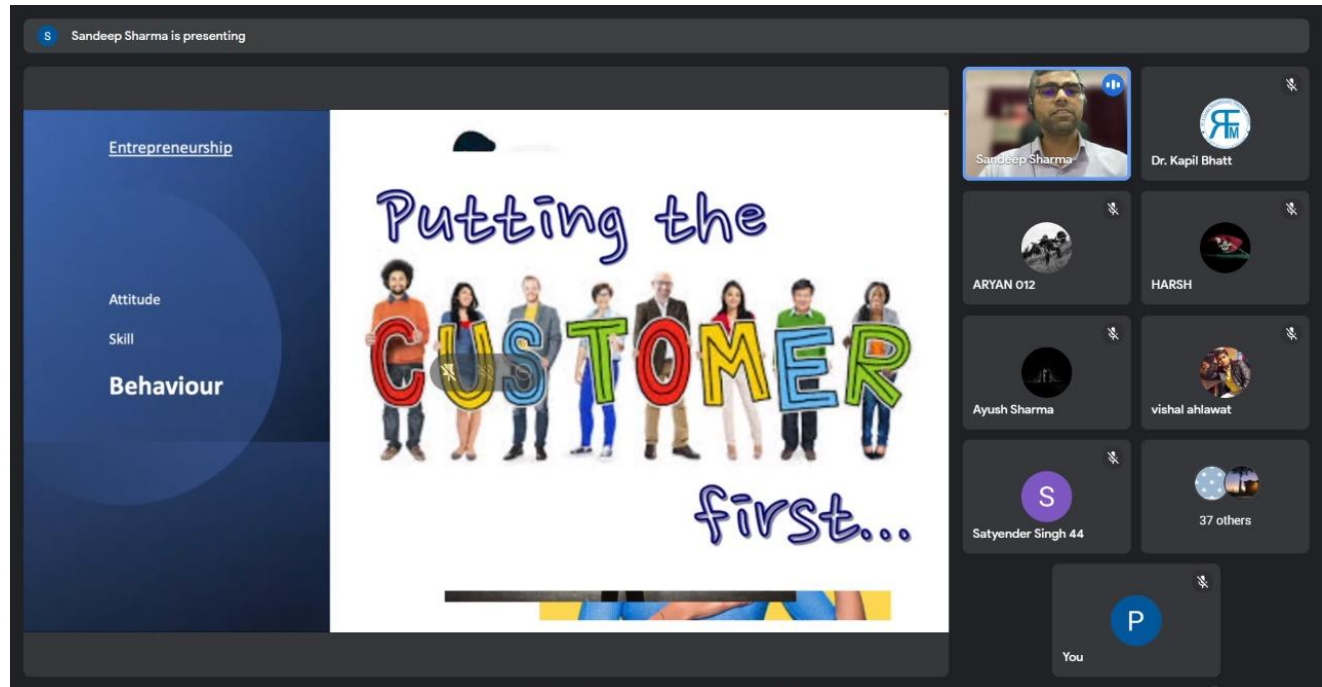 S Sandeep Sharma is presenting
Entrepreneurship
Attitude
Skill
Behaviour
Putting the
CUSTOMER
first...
Sandeep Sharma
RFM
Dr. Kapil Bhatt
ARYAN 012
HARSH
Ayush Sharma
vishal ahlawat
S
Satyender Singh 44
37 others
P
You